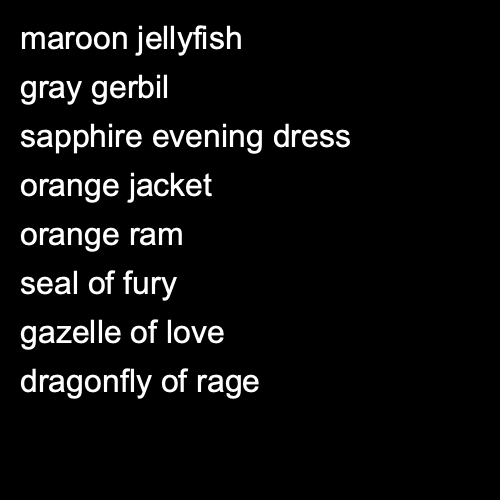 maroon jellyfish
gray gerbil
sapphire evening dress
orange jacket
orange ram
seal of fury
gazelle of love
dragonfly of rage